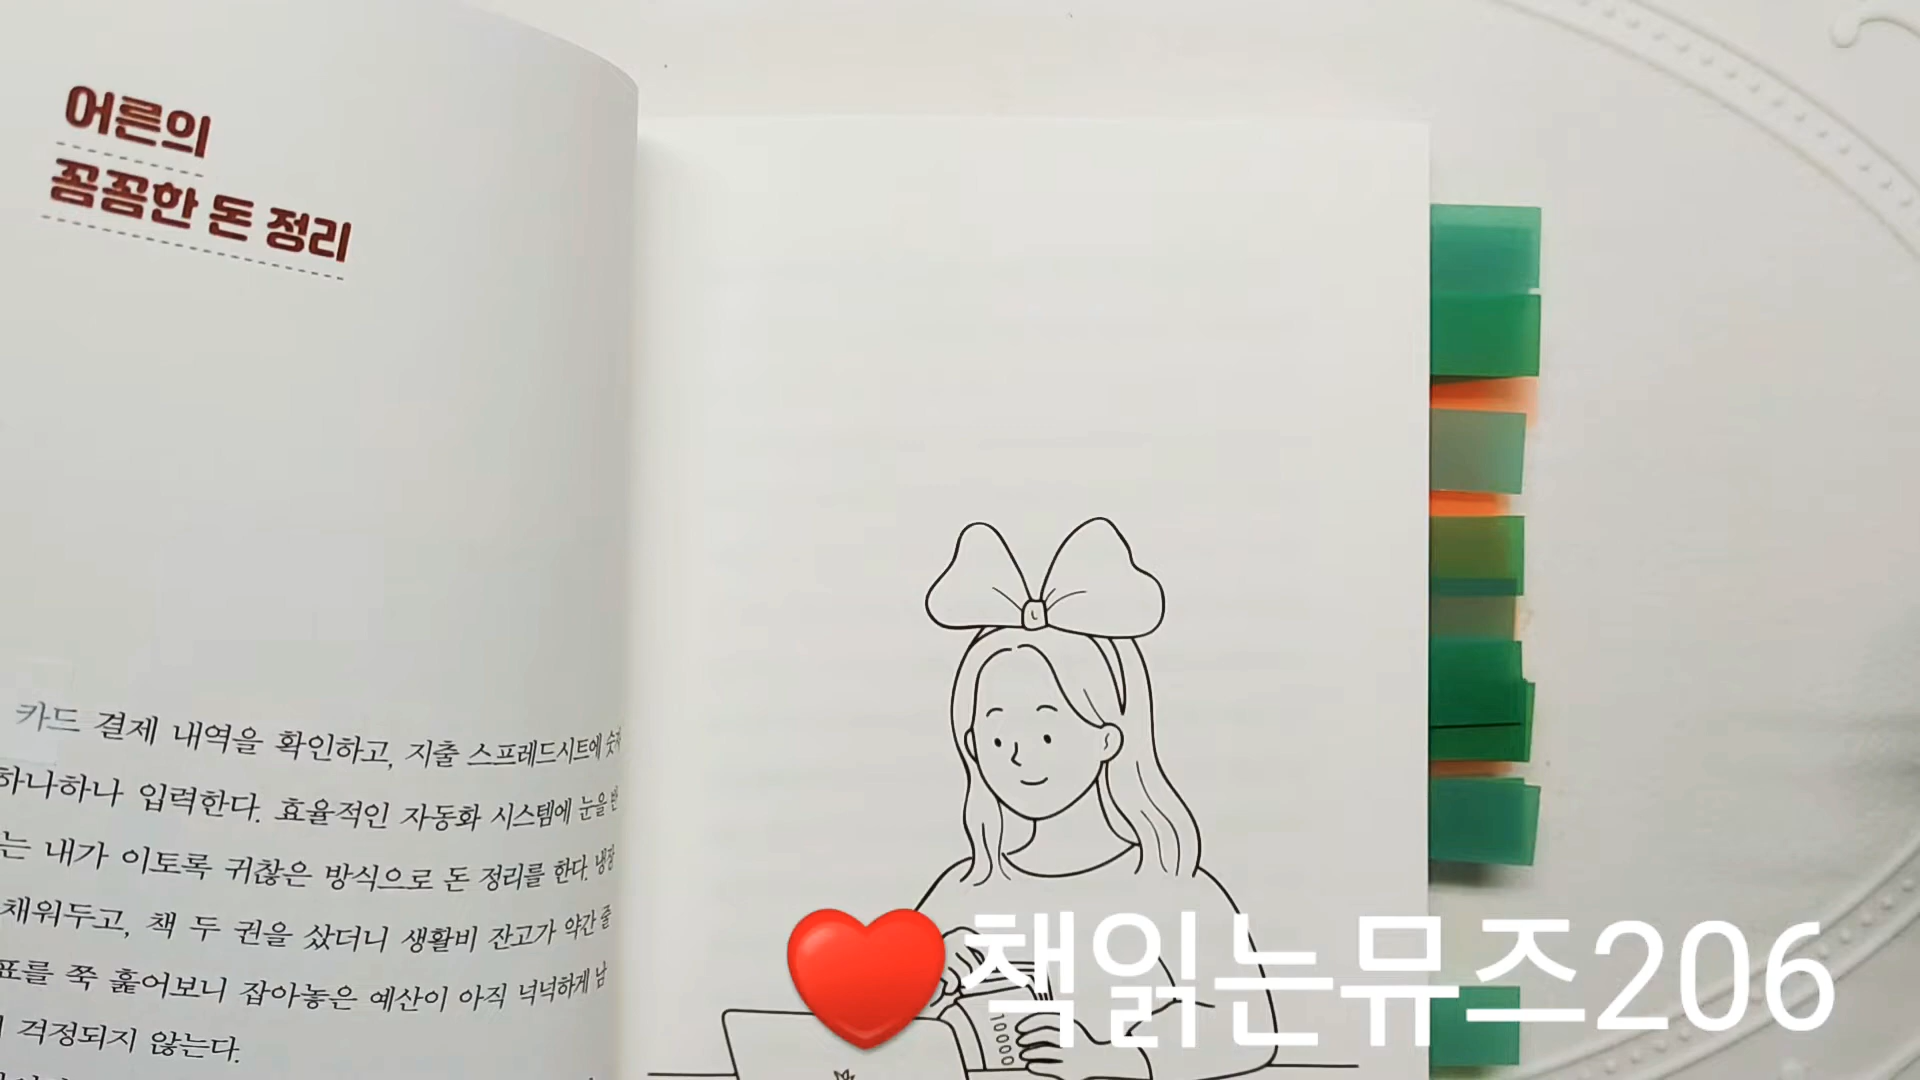 어른의
꼼꼼한 돈 정리
카드 결제 내역을 확인하고, 지출 스프레드시트에
하나하나 입력한다. 효율적인 자동화 시스템에 눈을
는 내가 이토록 귀찮은 방식으로 돈 정리를 한다.
채워두고, 책 두 권을 샀더니 생활비 잔고가 약간 줄
표를 쭉 훑어보니 잡아놓은 예산이 아직 넉넉하게 남
걱정되지 않는다.
10000
❤️책읽는뮤즈206